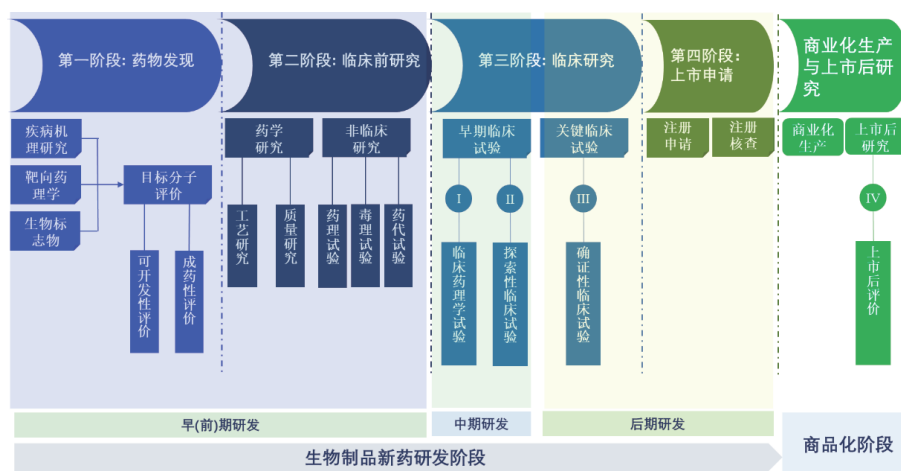 第一阶段: 药物发现
第二阶段: 临床前研究
第三阶段: 临床研究
第四阶段:
上市申请
商业化生产
与上市后研
究
疾病机
理研究
靶向药
理学
生物标
志物
目标分子
评价
可开发性评价
成药性评价
药学
研究
非临床
研究
工艺研究
质量研究
药理试验
毒理试验
药代试验
早期临床
试验
关键临床
试验
I
II
III
临床药理学试验
探索性临床试验
确证性临床试验
注册
申请
注册
核查
商业化
生产
上市后
研究
IV
上市后评价
早(前)期研发
中期研发
后期研发
生物制品新药研发阶段
商品化阶段